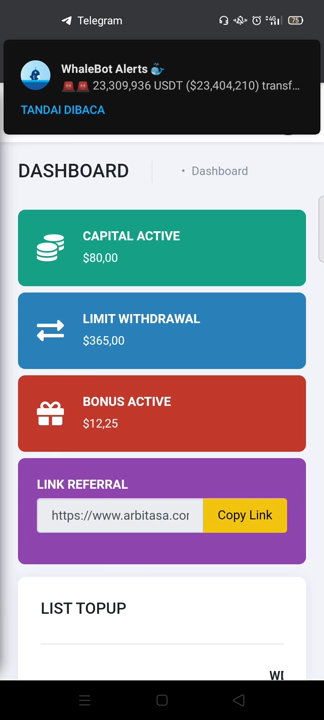 Telegram
75
WhaleBot Alerts 🐳
🚨🚨 23,309,936 USDT ($23,404,210) transf...
TANDAI DIBACA
DASHBOARD
• Dashboard
CAPITAL ACTIVE
$80,00
LIMIT WITHDRAWAL
$365,00
BONUS ACTIVE
$12,25
LINK REFERRAL
https://www.arbitasa.cor
Copy Link
LIST TOPUP